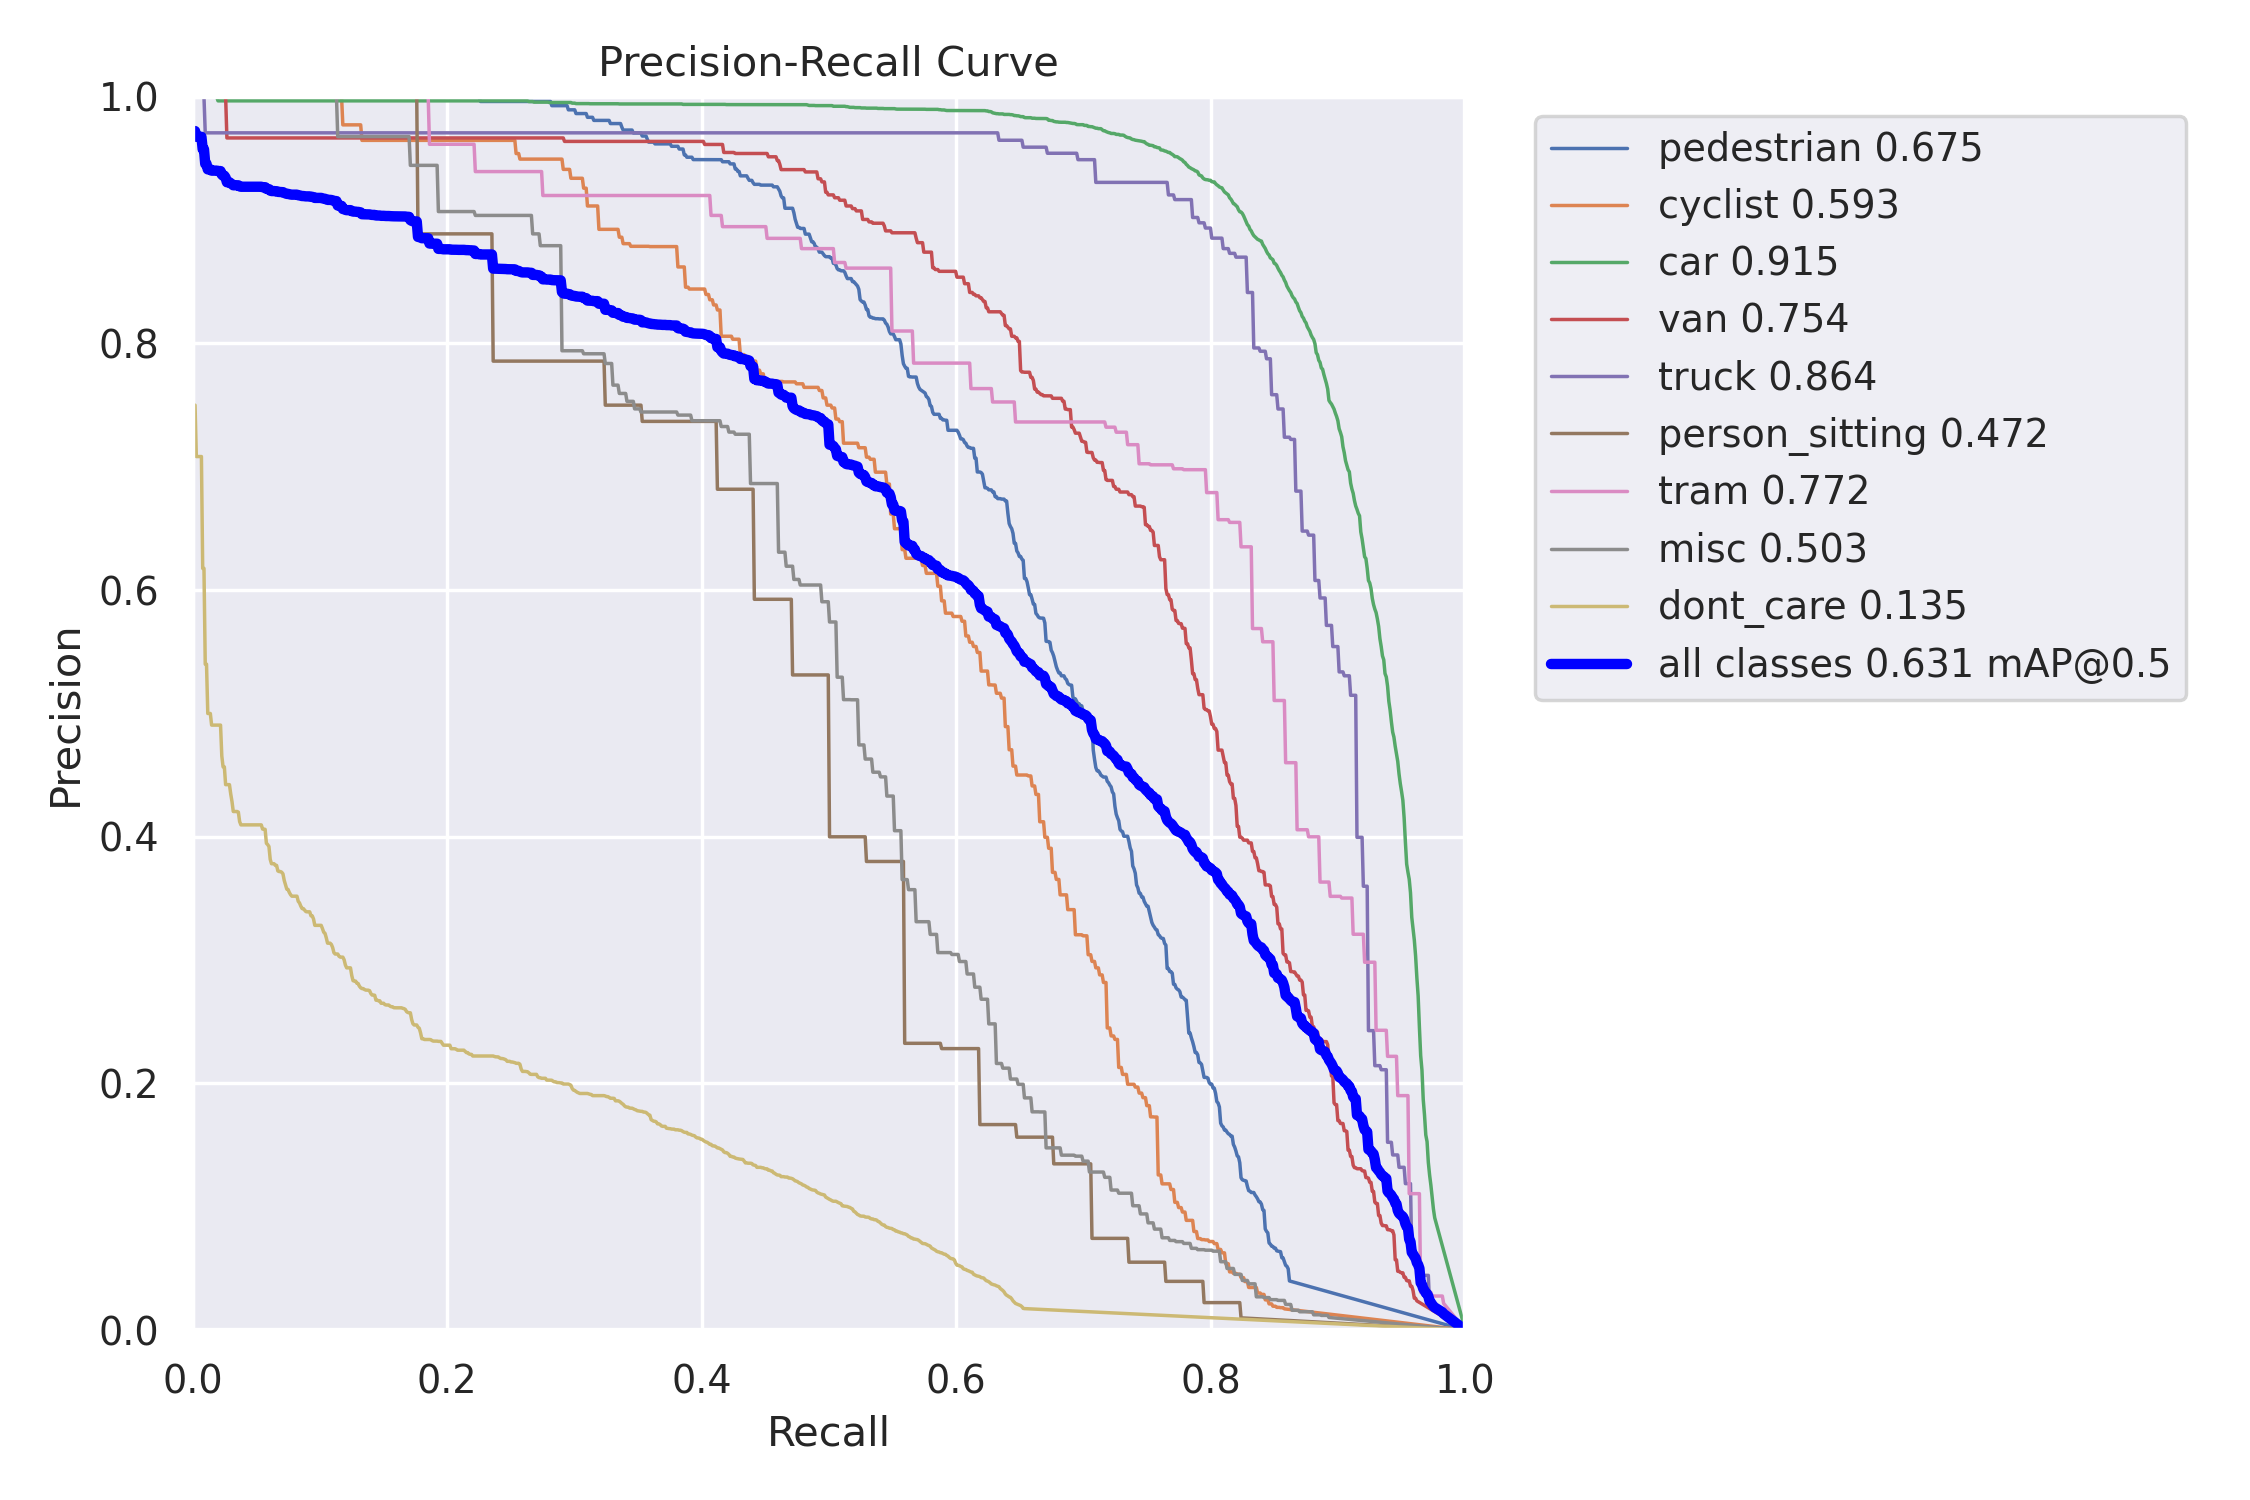 Precision-Recall Curve
1.0
0.8
0.6
0.4
0.2
0.0
Precision
0.0 0.2 0.4 0.6 0.8 1.0
Recall
pedestrian 0.675
cyclist 0.593
car 0.915
van 0.754
truck 0.864
person_sitting 0.472
tram 0.772
misc 0.503
dont_care 0.135
all classes 0.631 mAP@0.5